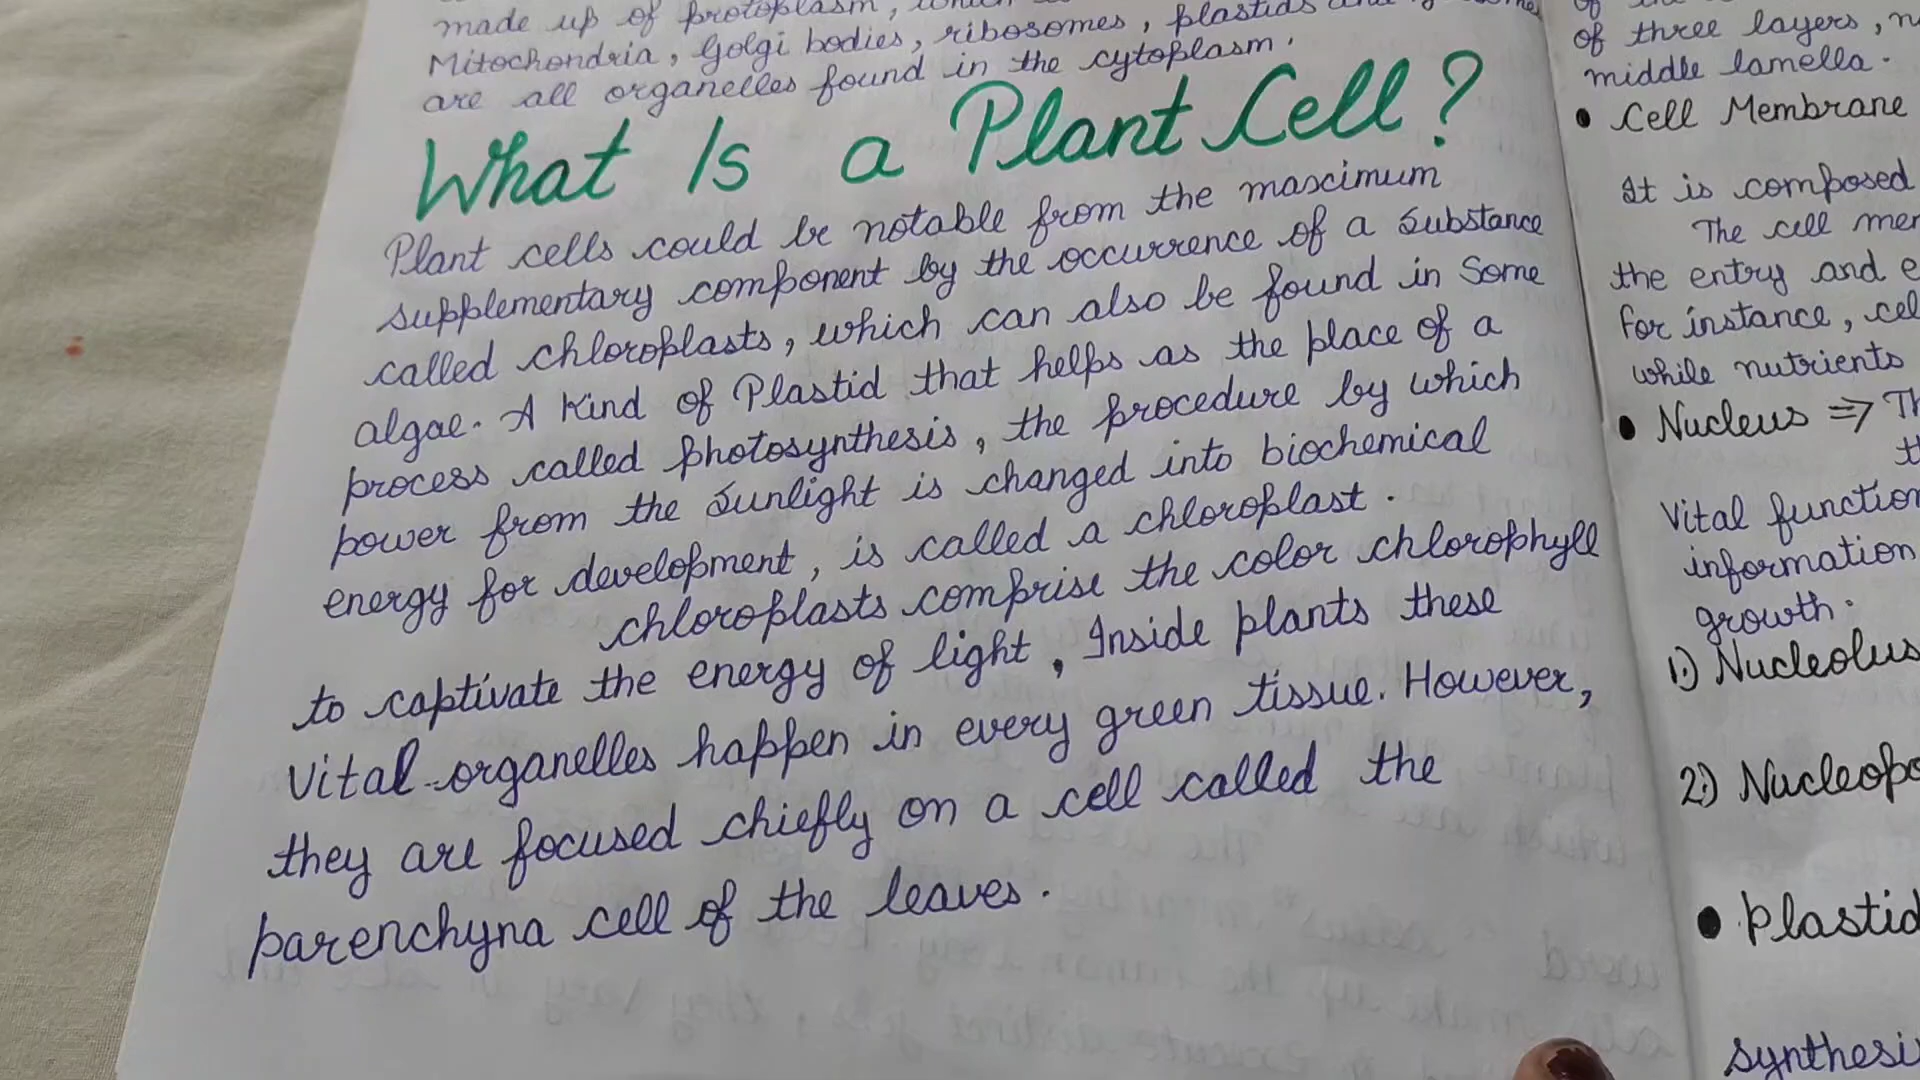 made up of protoplasm,
Mitochondria, Golgi bodies, ribosomes, plastids
are all organelles found in the cytoplasm.
What Is a Plant Cell?
Plant cells could be notable from the maximum
supplementary component by the occurrence of a substance
called chloroplasts, which can also be found in some
algae. A kind of Plastid that helps as the place of a
process called photosynthesis, the procedure by which
power from the sunlight is changed into biochemical
energy for development, is called a chloroplast.
chloroplasts comprise the color chlorophyll
to captivate the energy of light, Inside plants these
vital organelles happen in every green tissue. However,
they are focused chiefly on a cell called the
parenchyna cell of the leaves.
of three layers,
middle lamella.
• Cell Membrane
It is composed
The cell
the entry and
for instance,
while nutrients
• Nucleus ⇒
Vital
information
growth.
1.) Nucleolus
2.)
•